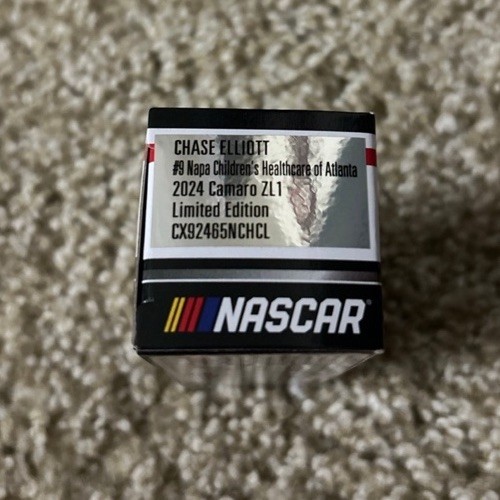 CHASE ELLIOTT
#9 Napa Children's Healthcare of Atlanta
2024 Camaro ZL1
Limited Edition
CX92465NCHCL
NASCAR